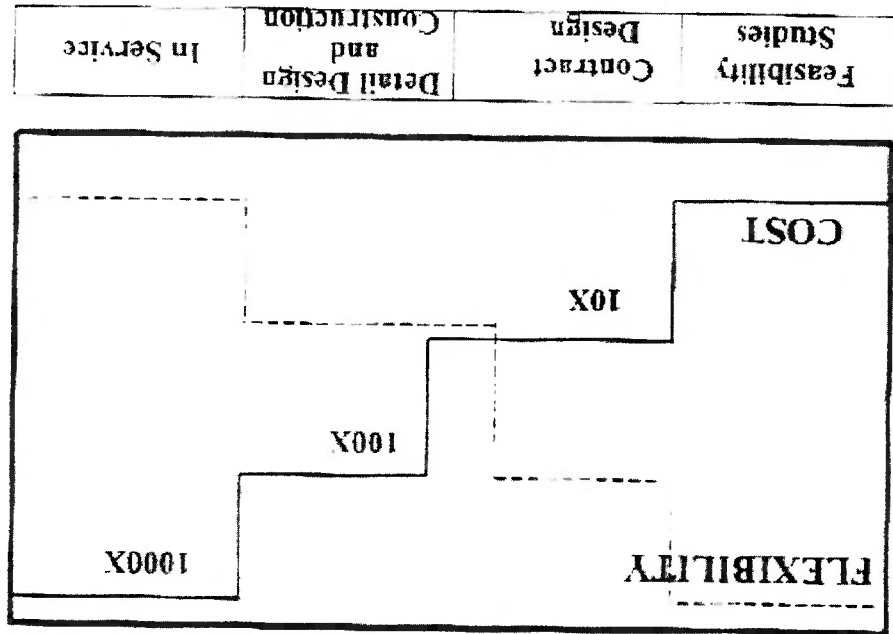 FLEXIBILITY
1000X
100X
10X
COST
Feasibility
Studies
Contract
Design
Detail Design
and
Construction
In Service